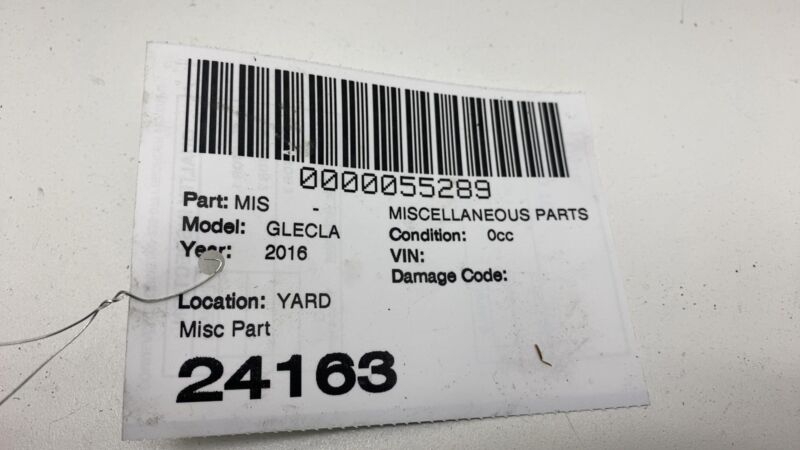 0000055289
Part: MIS - MISCELLANEOUS PARTS
Model: GLECLA Condition: 0cc
Year: 2016 VIN:
Damage Code:
Location: YARD
Misc Part
24163